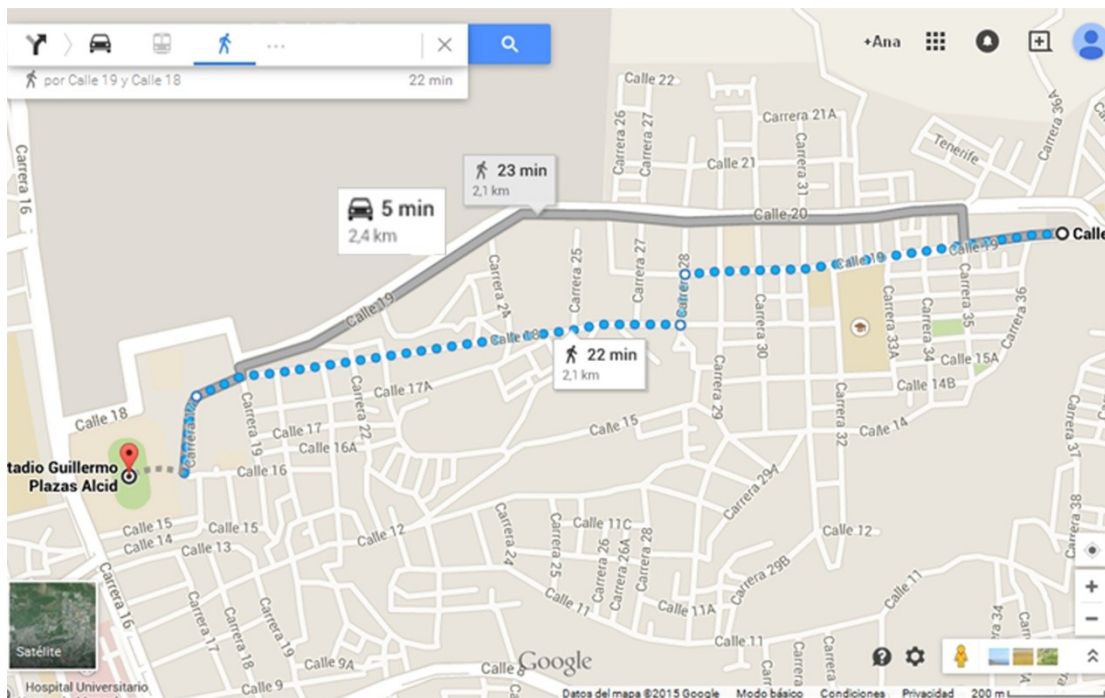 +Ana
por Calle 19 y Calle 18
22 min
Calle 22
Carrera 36A
Carrera 21A
Carrera 26
Carrera 27
Tenerife
Carrera 16
23 min
2,1 km
Calle 21
Carrera 31
5 min
2,4 km
Calle 20
Calle
Calle 19
Calle 19
Carrera 25
Carrera 27
Carrera 28
Carrera 24
Calle 19
Carrera 35
Carrera 36
Calle 18
22 min
2,1 km
Carrera 30
Carrera 33A
Carrera 34
Calle 15A
Calle 17A
Calle 14B
Calle 18
Carrera 19
Calle 17
Carrera 22
Calle 16A
Calle 15
Carrera 29
Carrera 32
Calle 14
Carrera 37
tadio Guillermo
Plazas Alcid
Calle 16
Carrera 29A
Calle 15
Calle 15
Calle 14
Calle 13
Calle 12
Carrera 24
Carrera 25
Calle 11C
Carrera 26
Carrera 26A
Carrera 28
Calle 12
Carrera 38
Carrera 29B
Calle 11
Carrera 16
Calle 11
Calle 11A
Calle 11
Carrera 34
Satélite
Carrera 17
Carrera 18
Carrera 19
Calle 9A
Calle 8
Google
Hospital Universitario
Calle 9
Datos del mapa ©2015 Google
Modo básico
Condiciones
Privacidad
200 m